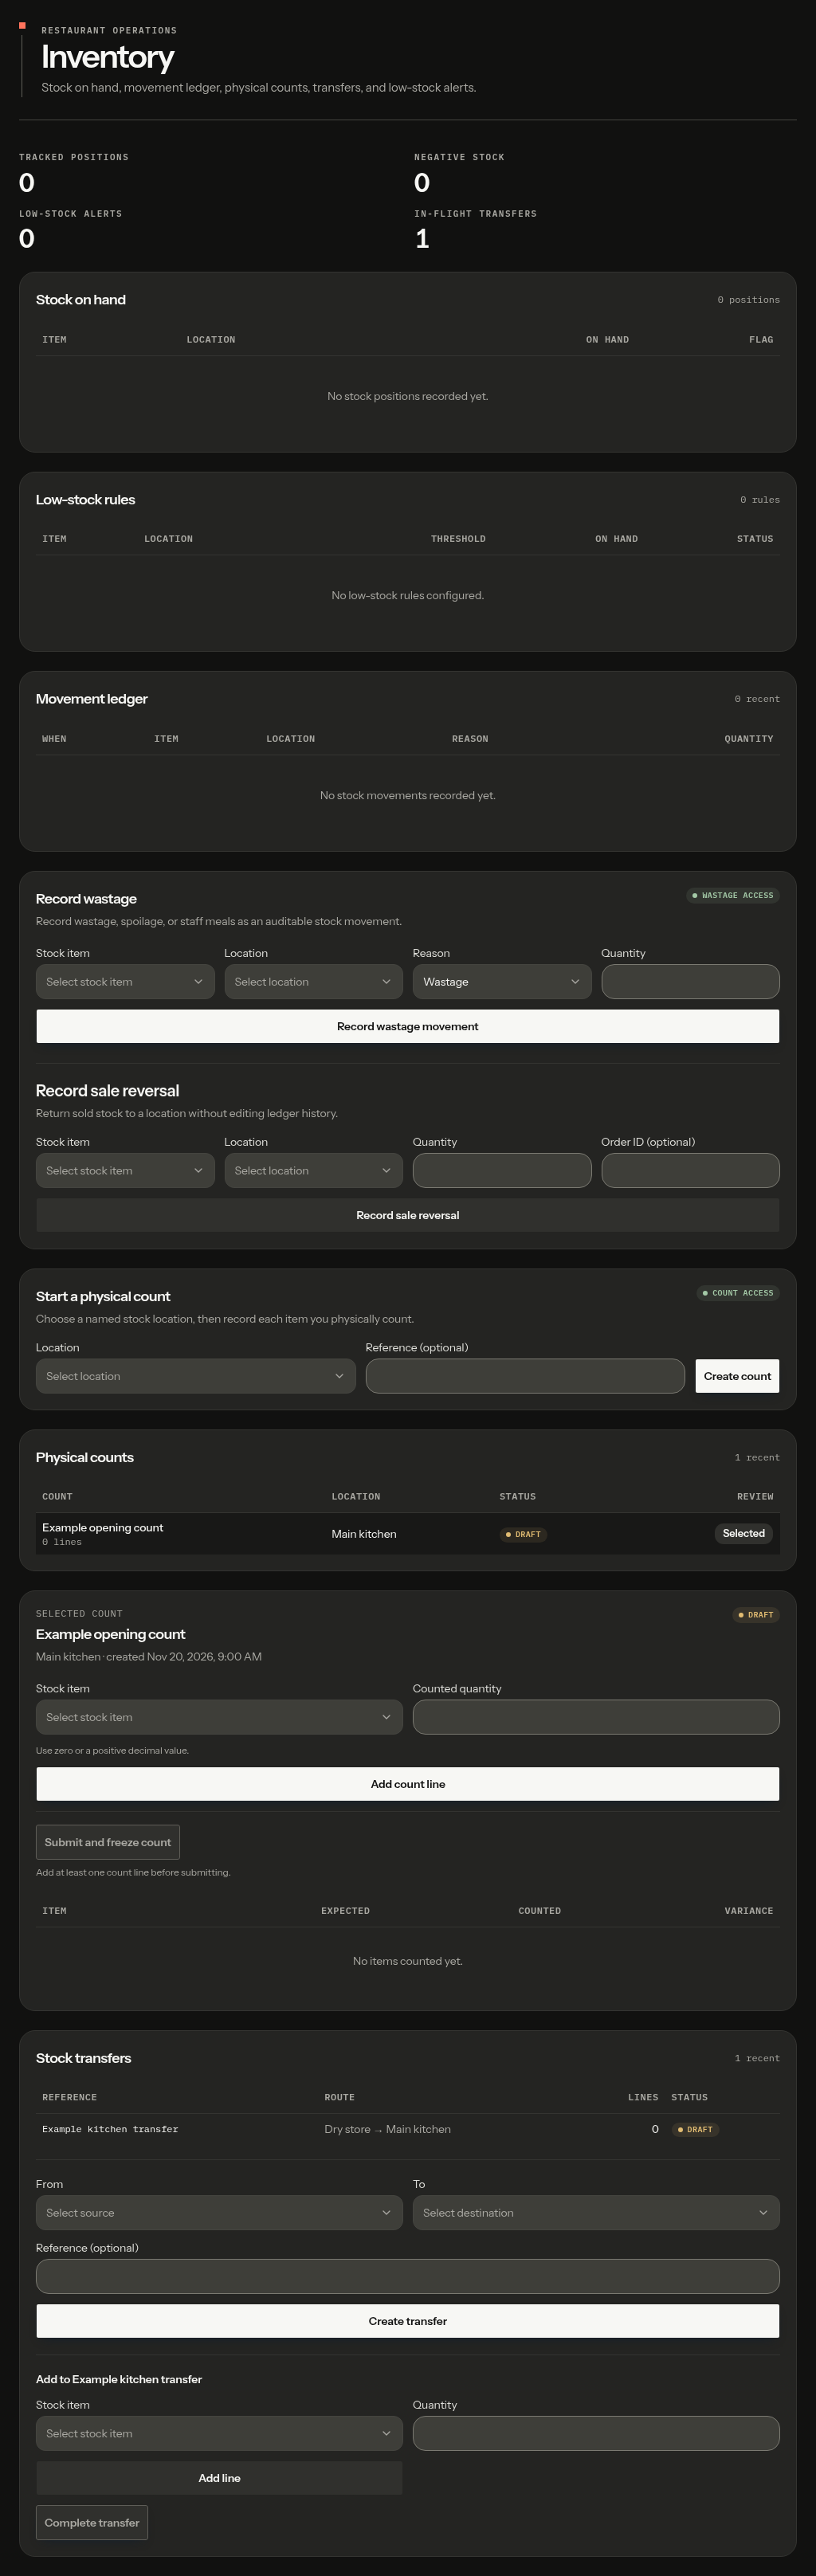 RESTAURANT OPERATIONS
Inventory
Stock on hand, movement ledger, physical counts, transfers, and low-stock alerts.
TRACKED POSITIONS
0
NEGATIVE STOCK
0
LOW-STOCK ALERTS
0
IN-FLIGHT TRANSFERS
1
Stock on hand
0 positions
ITEM LOCATION ON HAND FLAG
No stock positions recorded yet.
Low-stock rules
0 rules
ITEM LOCATION THRESHOLD ON HAND STATUS
No low-stock rules configured.
Movement ledger
0 recent
WHEN ITEM LOCATION REASON QUANTITY
No stock movements recorded yet.
Record wastage
WASTAGE ACCESS
Record wastage, spoilage, or staff meals as an auditable stock movement.
Stock item Location Reason Quantity
Select stock item Select location Wastage
Record wastage movement
Record sale reversal
Return sold stock to a location without editing ledger history.
Stock item Location Quantity Order ID (optional)
Select stock item Select location
Record sale reversal
Start a physical count
COUNT ACCESS
Choose a named stock location, then record each item you physically count.
Location Reference (optional)
Select location Create count
Physical counts
1 recent
COUNT LOCATION STATUS REVIEW
Example opening count Main kitchen DRAFT Selected
0 lines
SELECTED COUNT
DRAFT
Example opening count
Main kitchen · created Nov 20, 2026, 9:00 AM
Stock item Counted quantity
Select stock item
Use zero or a positive decimal value.
Add count line
Submit and freeze count
Add at least one count line before submitting.
ITEM EXPECTED COUNTED VARIANCE
No items counted yet.
Stock transfers
1 recent
REFERENCE ROUTE LINES STATUS
Example kitchen transfer Dry store → Main kitchen 0 DRAFT
From To
Select source Select destination
Reference (optional)
Create transfer
Add to Example kitchen transfer
Stock item Quantity
Select stock item
Add line
Complete transfer